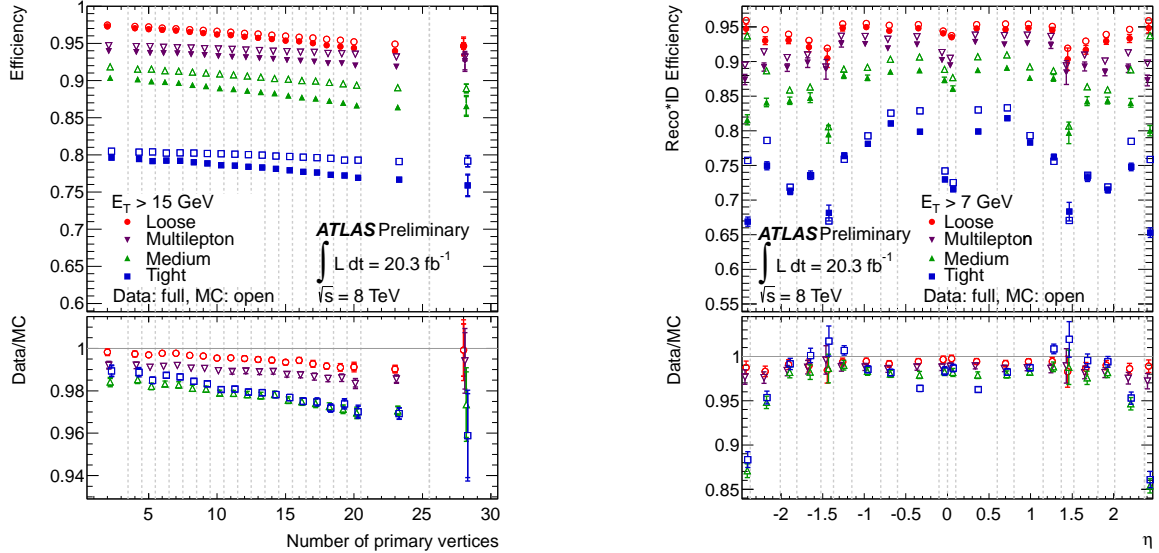 Efficiency
1
0.95
0.9
0.85
0.8
0.75
0.7
0.65
0.6
E_T > 15 GeV
Loose
Multilepton
Medium
Tight
Data: full, MC: open
ATLAS Preliminary
∫ L dt = 20.3 fb⁻¹
√s = 8 TeV
Data/MC
1
0.98
0.96
0.94
5 10 15 20 25 30
Number of primary vertices
Reco*ID Efficiency
0.95
0.9
0.85
0.8
0.75
0.7
0.65
0.6
0.55
ATLAS Preliminary
∫ L dt = 20.3 fb⁻¹
√s = 8 TeV
E_T > 7 GeV
Loose
Multilepton
Medium
Tight
Data: full, MC: open
Data/MC
1
0.95
0.9
0.85
-2 -1.5 -1 -0.5 0 0.5 1 1.5 2
η